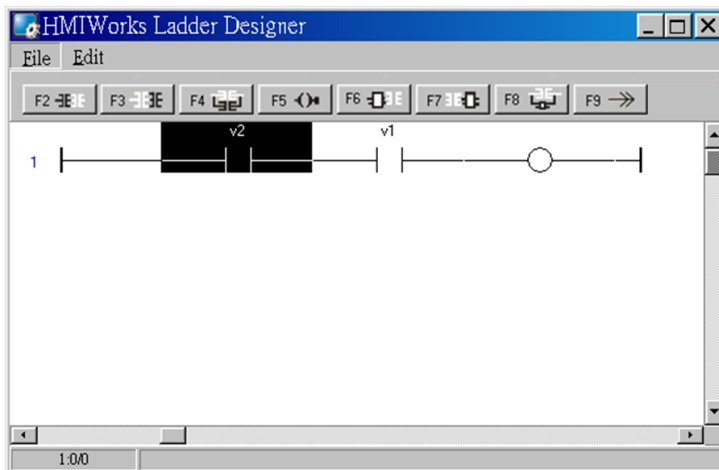 HMIWorks Ladder Designer
File Edit
F2 F3 F4 F5 F6 F7 F8 F9
v2 v1
1
1:0/0